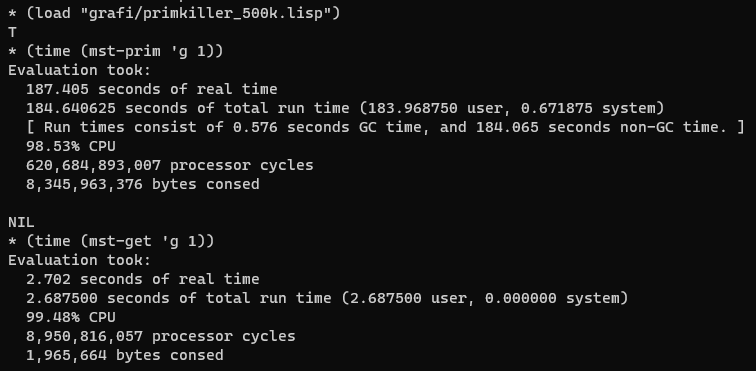 * (load "grafi/primkiller_500k.lisp")
T
* (time (mst-prim 'g 1))
Evaluation took:
  187.405 seconds of real time
  184.640625 seconds of total run time (183.968750 user, 0.671875 system)
  [ Run times consist of 0.576 seconds GC time, and 184.065 seconds non-GC time. ]
  98.53% CPU
  620,684,893,007 processor cycles
  8,345,963,376 bytes consed

NIL
* (time (mst-get 'g 1))
Evaluation took:
  2.702 seconds of real time
  2.687500 seconds of total run time (2.687500 user, 0.000000 system)
  99.48% CPU
  8,950,816,057 processor cycles
  1,965,664 bytes consed